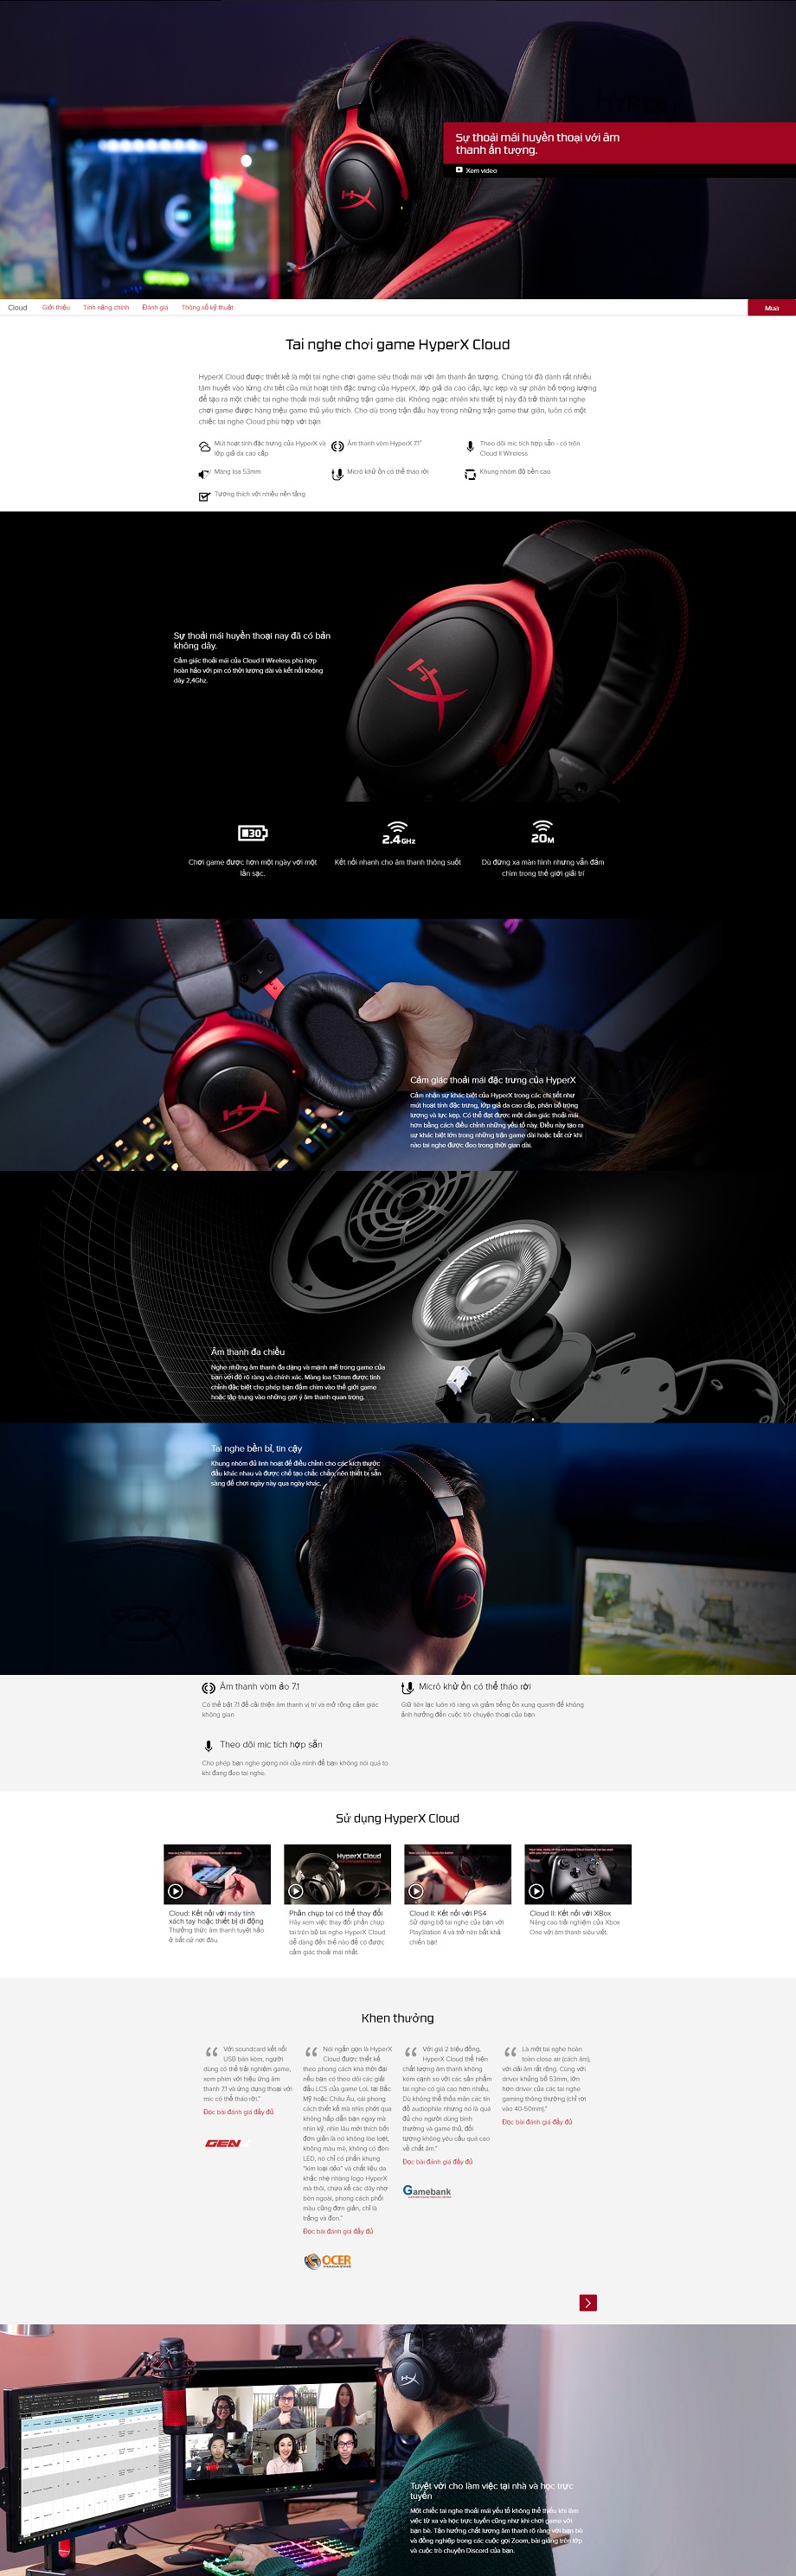 Sự thoải mái huyền thoại với âm
thanh ấn tượng.
Xem video
Cloud
Giới thiệu
Tính năng chính
Đánh giá
Thông số kỹ thuật
Mua
Tai nghe chơi game HyperX Cloud
HyperX Cloud được thiết kế là một tai nghe chơi game siêu thoải mái với âm thanh ấn tượng. Chúng tôi đã dành rất nhiều
tâm huyết vào từng chi tiết của mút hoạt tính đặc trưng của HyperX, lớp giả da cao cấp, lực kẹp và sự phân bố trọng lượng
để tạo ra một chiếc tai nghe thoải mái suốt những trận game dài. Không ngạc nhiên khi thiết bị này đã trở thành tai nghe
chơi game được hàng triệu game thủ yêu thích. Cho dù trong trận đấu hay trong những trận game thư giãn, luôn có một
chiếc tai nghe Cloud phù hợp với bạn
Mút hoạt tính đặc trưng của HyperX và
lớp giả da cao cấp
Âm thanh vòm HyperX 7.1*
Theo dõi mic tích hợp sẵn - có trên
Cloud II Wireless
Màng loa 53mm
Micrô khử ồn có thể tháo rời
Khung nhôm độ bền cao
Tương thích với nhiều nền tảng
Sự thoải mái huyền thoại nay đã có bản
không dây.
Cảm giác thoải mái của Cloud II Wireless phù hợp
hoàn hảo với pin có thời lượng dài và kết nối không
dây 2,4Ghz.
30
2.4GHz
20M
Chơi game được hơn một ngày với một
lần sạc.
Kết nối nhanh cho âm thanh thông suốt
Dù đứng xa màn hình nhưng vẫn đắm
chìm trong thế giới giải trí
Cảm giác thoải mái đặc trưng của HyperX
Cảm nhận sự khác biệt của HyperX trong các chi tiết như
mút hoạt tính đặc trưng, lớp giả da cao cấp, phân bố trọng
lượng và lực kẹp. Có thể đạt được một cảm giác thoải mái
hơn bằng cách điều chỉnh những yếu tố này. Điều này tạo ra
sự khác biệt lớn trong những trận game dài hoặc bất cứ khi
nào tai nghe được đeo trong thời gian dài.
Âm thanh đa chiều
Nghe những âm thanh đa dạng và mạnh mẽ trong game của
bạn với độ rõ ràng và chính xác. Màng loa 53mm được tinh
chỉnh đặc biệt cho phép bạn đắm chìm vào thế giới game
hoặc tập trung vào những gợi ý âm thanh quan trọng.
Tai nghe bền bỉ, tin cậy
Khung nhôm đủ linh hoạt để điều chỉnh cho các kích thước
đầu khác nhau và được chế tạo chắc chắn, nên thiết bị sẵn
sàng để chơi ngày này qua ngày khác.
Âm thanh vòm ảo 7.1
Có thể bật 7.1 để cải thiện âm thanh vị trí và mở rộng cảm giác
không gian
Micrô khử ồn có thể tháo rời
Giữ liên lạc luôn rõ ràng và giảm tiếng ồn xung quanh để không
ảnh hưởng đến cuộc trò chuyện thoại của bạn
Theo dõi mic tích hợp sẵn
Cho phép bạn nghe giọng nói của mình để bạn không nói quá to
khi đang đeo tai nghe.
Sử dụng HyperX Cloud
HyperX Cloud
Cloud: Kết nối với máy tính
xách tay hoặc thiết bị di động
Thưởng thức âm thanh tuyệt hảo
ở bất cứ nơi đâu.
Phần chụp tai có thể thay đổi
Hãy xem việc thay đổi phần chụp
tai trên bộ tai nghe HyperX Cloud
dễ dàng đến thế nào để có được
cảm giác thoải mái nhất.
Cloud II: Kết nối với PS4
Sử dụng bộ tai nghe của bạn với
PlayStation 4 và trở nên bất khả
chiến bại!
Cloud II: Kết nối với XBox
Nâng cao trải nghiệm của Xbox
One với âm thanh siêu việt.
Khen thưởng
Với soundcard kết nối
USB bán kèm, người
dùng có thể trải nghiệm game,
xem phim với hiệu ứng âm
thanh 7.1 và ứng dụng thoại với
mic có thể tháo rời."
Đọc bài đánh giá đầy đủ
GEN
Nói ngắn gọn là HyperX
Cloud được thiết kế
theo phong cách khá thời đại
nếu bạn có theo dõi các giải
đấu LCS của game LoL tại Bắc
Mỹ hoặc Châu Âu, cái phong
cách thiết kế mà nhìn phớt qua
không hấp dẫn bạn ngay mà
nhìn kỹ, nhìn lâu mới thích bởi
đơn giản là nó không lòe loẹt,
không màu mè, không có đèn
LED, nó chỉ có phần khung
"kim loại dẻo" và chất liệu da
khắc nhẹ nhàng logo HyperX
mà thôi, chưa kể các dây nhợ
bên ngoài, phong cách phối
màu cũng đơn giản, chỉ là
trắng và đen."
Đọc bài đánh giá đầy đủ
OCER
MAGAZINE
Với giá 2 triệu đồng,
HyperX Cloud thể hiện
chất lượng âm thanh không
kém cạnh so với các sản phẩm
tai nghe có giá cao hơn nhiều.
Dù không thể thỏa mãn các tín
đồ audiophile nhưng nó là quá
đủ cho người dùng bình
thường và game thủ, đối
tượng không yêu cầu quá cao
về chất âm."
Đọc bài đánh giá đầy đủ
Gamebank
Là một tai nghe hoàn
toàn close air (cách âm),
với dải âm rất rộng. Cùng với
driver khủng bố 53mm, lớn
hơn driver của các tai nghe
gaming thông thường (chỉ rơi
vào 40-50mm)."
Đọc bài đánh giá đầy đủ
Tuyệt vời cho làm việc tại nhà và học trực
tuyến
Một chiếc tai nghe thoải mái yếu tố không thể thiếu khi làm
việc từ xa và học trực tuyến cũng như khi chơi game với
bạn bè. Tận hưởng chất lượng âm thanh rõ ràng với bạn bè
và đồng nghiệp trong các cuộc gọi Zoom, bài giảng trên lớp
và cuộc trò chuyện Discord của bạn.